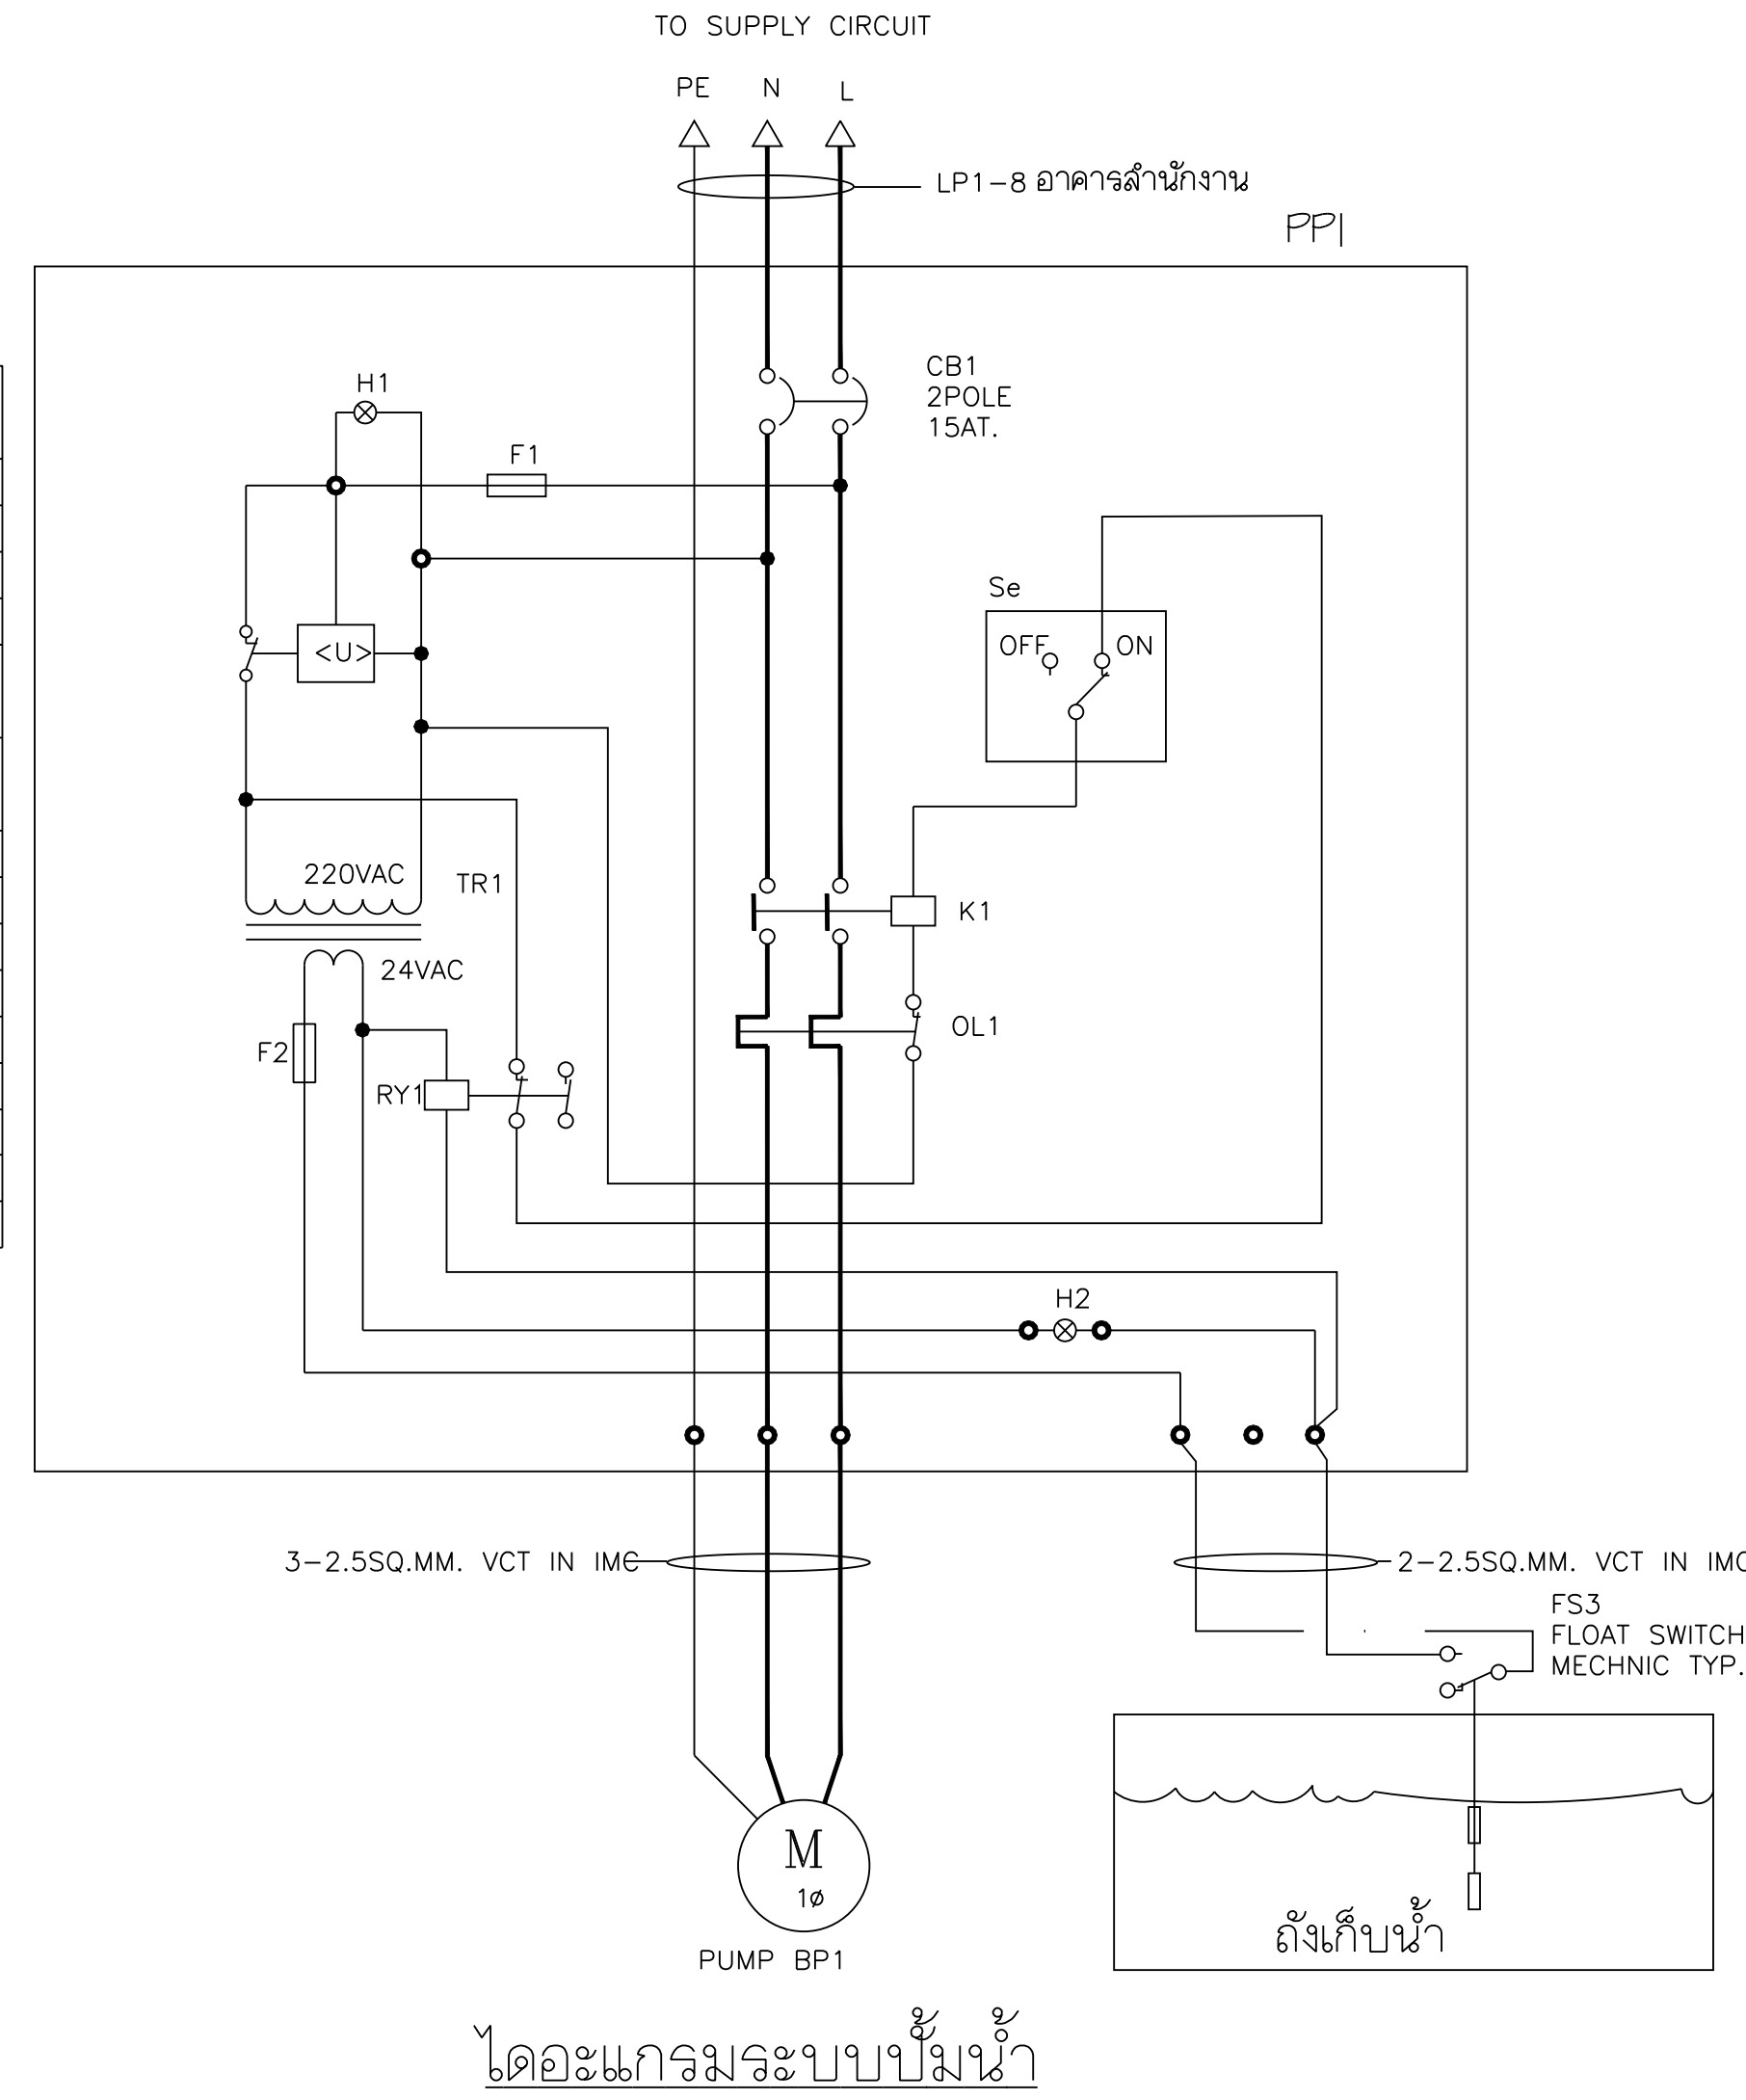 TO SUPPLY CIRCUIT
PE N L
LP1-8 อาคารสำนักงาน
PP1
CB1
2POLE
15AT.
H1
F1
Se
OFF ON
<U>
220VAC
TR1
K1
24VAC
OL1
F2
RY1
H2
3-2.5SQ.MM. VCT IN IMC
2-2.5SQ.MM. VCT IN IMC
FS3
FLOAT SWITCH
MECHNIC TYP.
M
1ø
ถังเก็บน้ำ
PUMP BP1
ไดอะแกรมระบบปั้มน้ำ